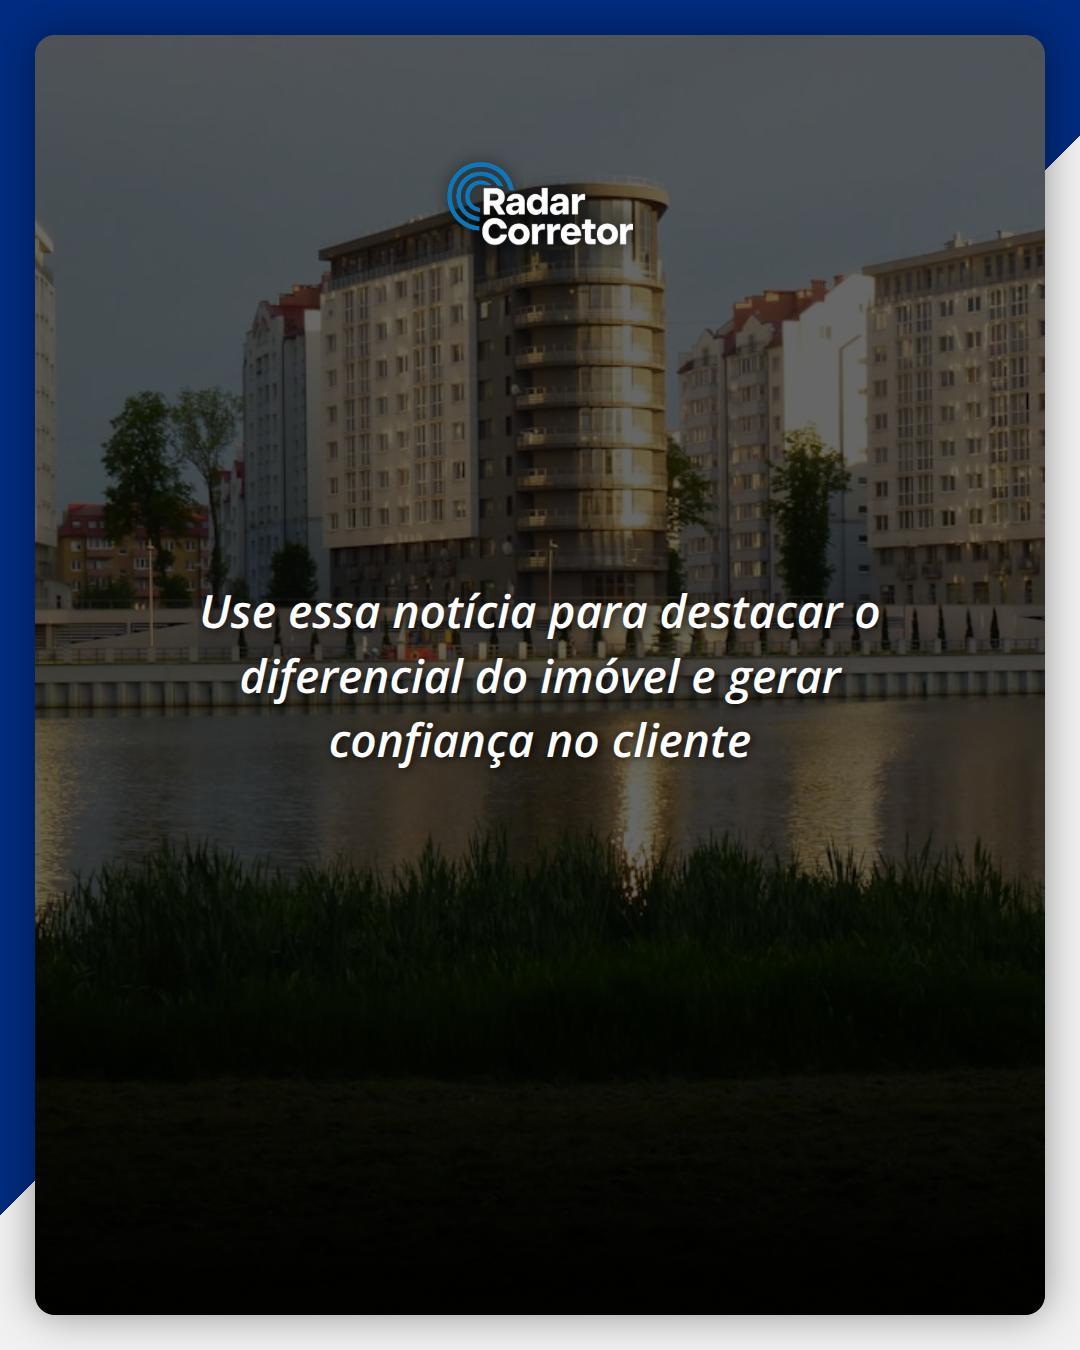 Radar
Corretor
Use essa notícia para destacar o
diferencial do imóvel e gerar
confiança no cliente